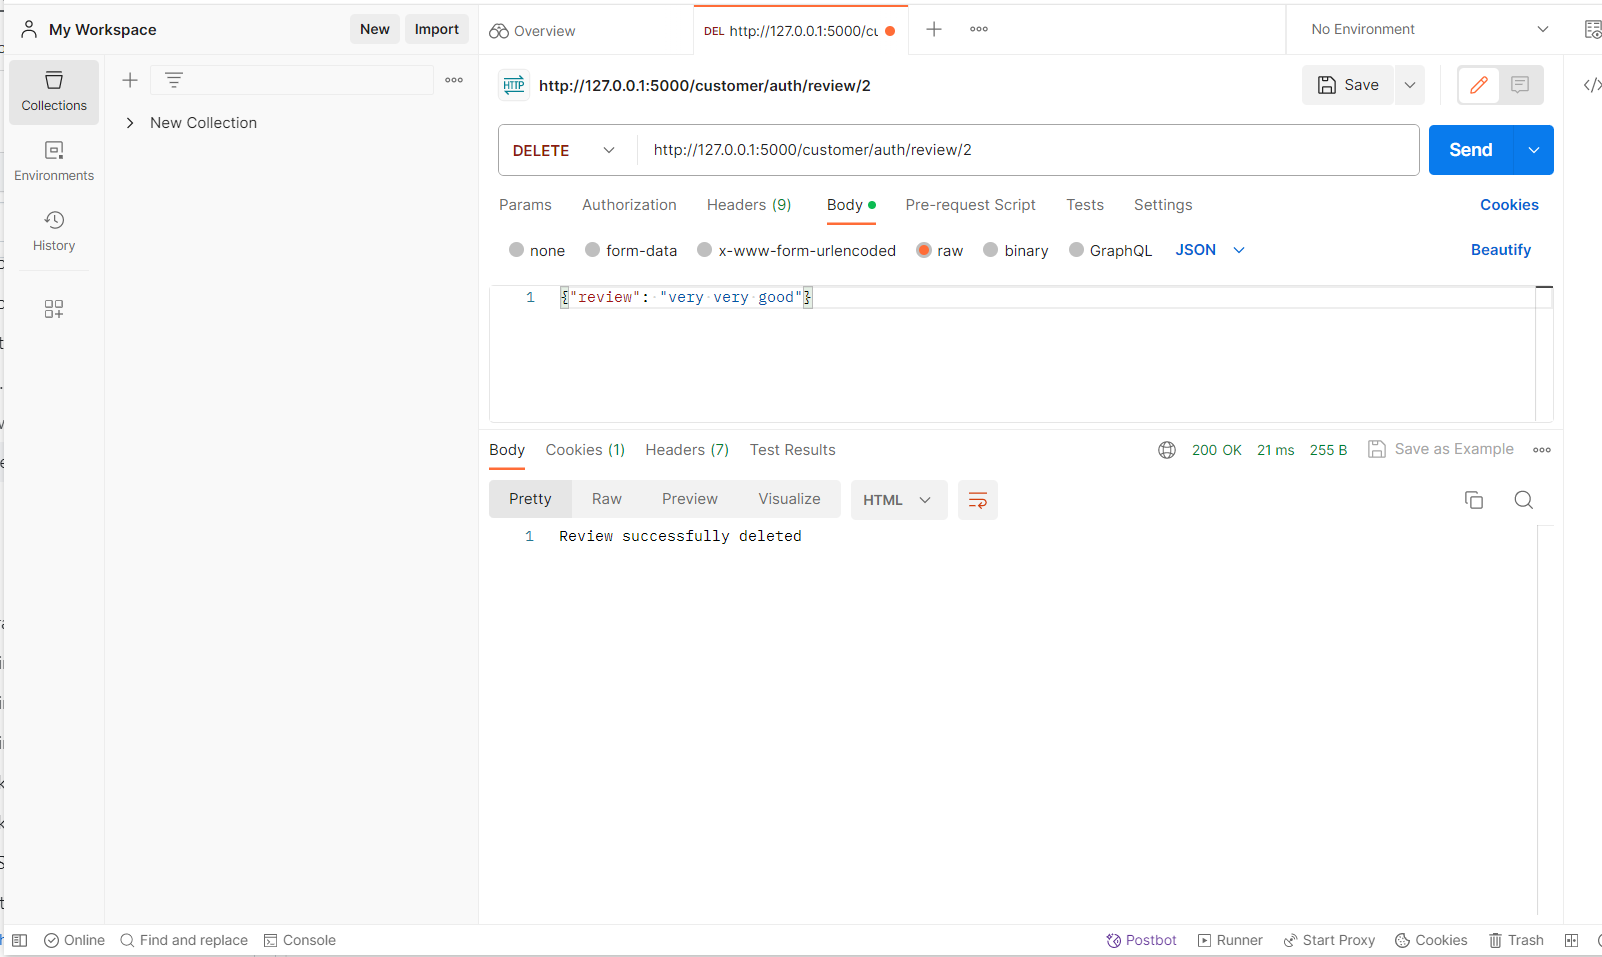 My Workspace
New
Import
Overview
DEL http://127.0.0.1:5000/cu
No Environment
Collections
New Collection
Environments
History
HTTP
http://127.0.0.1:5000/customer/auth/review/2
Save
DELETE
http://127.0.0.1:5000/customer/auth/review/2
Send
Params
Authorization
Headers (9)
Body
Pre-request Script
Tests
Settings
Cookies
none
form-data
x-www-form-urlencoded
raw
binary
GraphQL
JSON
Beautify
1 {"review": "very very good"}
Body
Cookies (1)
Headers (7)
Test Results
200 OK
21 ms
255 B
Save as Example
Pretty
Raw
Preview
Visualize
HTML
1 Review successfully deleted
Online
Find and replace
Console
Postbot
Runner
Start Proxy
Cookies
Trash